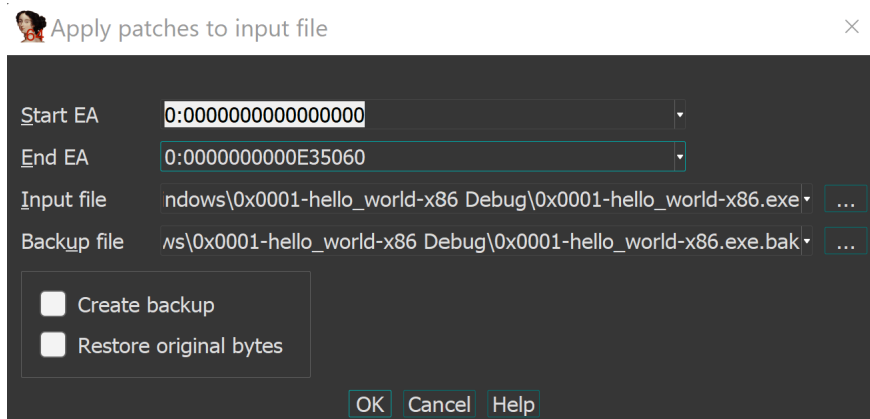 64 Apply patches to input file
Start EA 0:0000000000000000
End EA 0:0000000000E35060
Input file ndows\0x0001-hello_world-x86 Debug\0x0001-hello_world-x86.exe ...
Backup file ws\0x0001-hello_world-x86 Debug\0x0001-hello_world-x86.exe.bak ...
Create backup
Restore original bytes
OK Cancel Help